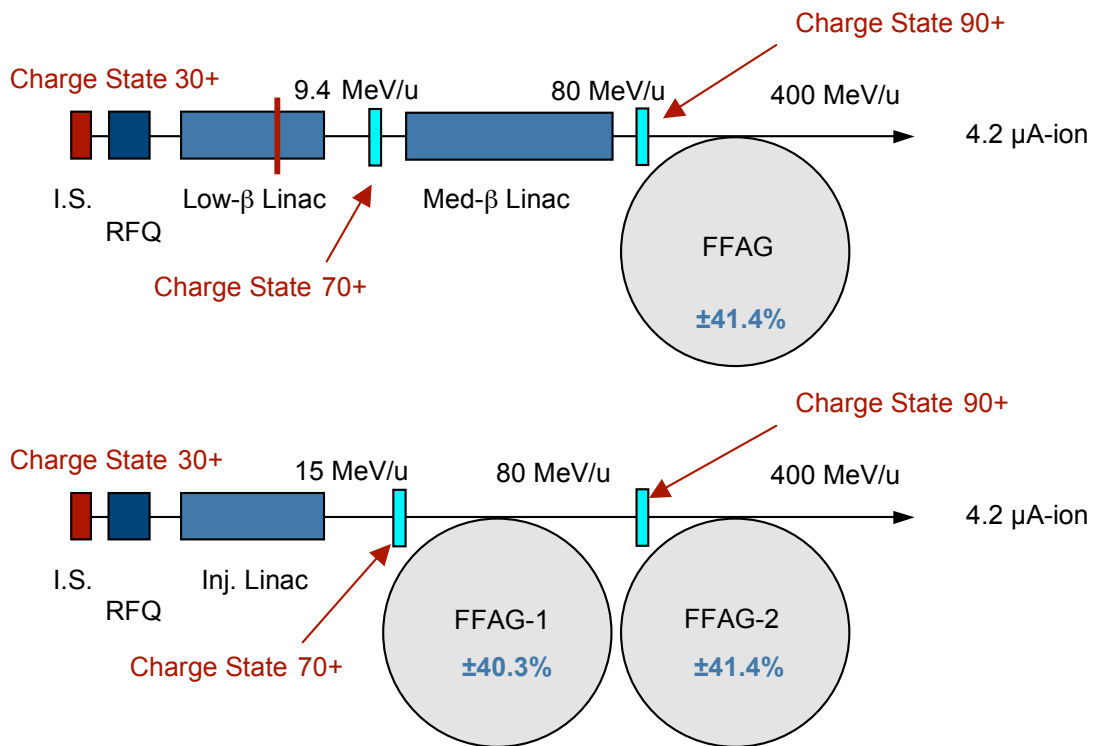 Charge State 90+
Charge State 30+
9.4 MeV/u
80 MeV/u
400 MeV/u
4.2 µA-ion
I.S.
Low-β Linac
Med-β Linac
RFQ
FFAG
Charge State 70+
±41.4%
Charge State 90+
Charge State 30+
15 MeV/u
80 MeV/u
400 MeV/u
4.2 µA-ion
I.S.
Inj. Linac
RFQ
FFAG-1
FFAG-2
Charge State 70+
±40.3%
±41.4%